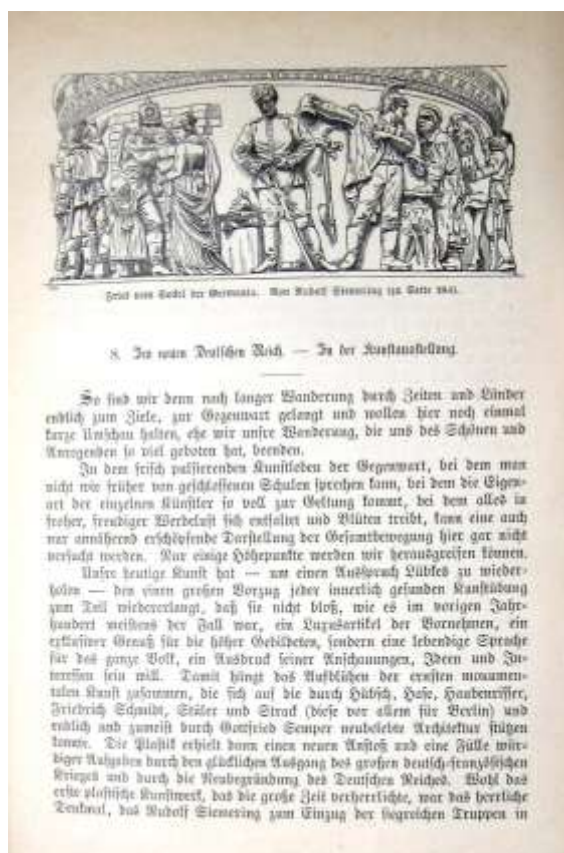 Fries vom Sockel der Germania. Von Rudolf Siemering zu Seite
8. Im neuen Deutschen Reich. — In der Kunstausstellung.
So sind wir denn nach langer Wanderung durch Zeiten und Länder
endlich zum Ziele, zur Gegenwart gelangt und wollen hier noch einmal
kurze Umschau halten, ehe wir unsre Wanderung, die uns des Schönen und
Anregenden so viel geboten hat, beenden.
In dem frisch pulsierenden Kunstleben der Gegenwart, bei dem man
nicht wie früher von geschlossenen Schulen sprechen kann, bei dem die Eigen-
art der einzelnen Künstler so voll zur Geltung kommt, bei dem alles in
froher, freudiger Werdelust sich entfaltet und Blüten treibt, kann eine auch
nur annähernd erschöpfende Darstellung der Gesamtbewegung hier gar nicht
versucht werden. Nur einige Höhepunkte werden wir herausgreifen können.
Unsre heutige Kunst hat — um einen Ausspruch Lübkes zu wieder-
holen — den einen großen Vorzug jeder innerlich gesunden Kunstübung
zum Teil wiedererlangt, daß sie nicht bloß, wie es im vorigen Jahr-
hundert meistens der Fall war, ein Luxusartikel der Vornehmen, ein
exklusiver Genuß für die höher Gebildeten, sondern eine lebendige Sprache
für das ganze Volk, ein Ausdruck seiner Anschauungen, Ideen und In-
teressen sein will. Damit hängt das Aufblühen der ernsten monumen-
talen Kunst zusammen, die sich auf die durch Hübsch, Hase, Haubenrisser,
Friedrich Schmidt, Stüler und Strack (diese vor allem für Berlin) und
endlich und zumeist durch Gottfried Semper neubelebte Architektur stützen
konnte. Die Plastik erhielt dann einen neuen Anstoß und eine Fülle wür-
diger Aufgaben durch den glücklichen Ausgang des großen deutsch-französischen
Krieges und durch die Neubegründung des Deutschen Reiches. Wohl das
erste plastische Kunstwerk, das die große Zeit verherrlichte, war das herrliche
Denkmal, das Rudolf Siemering zum Einzug der siegreichen Truppen in